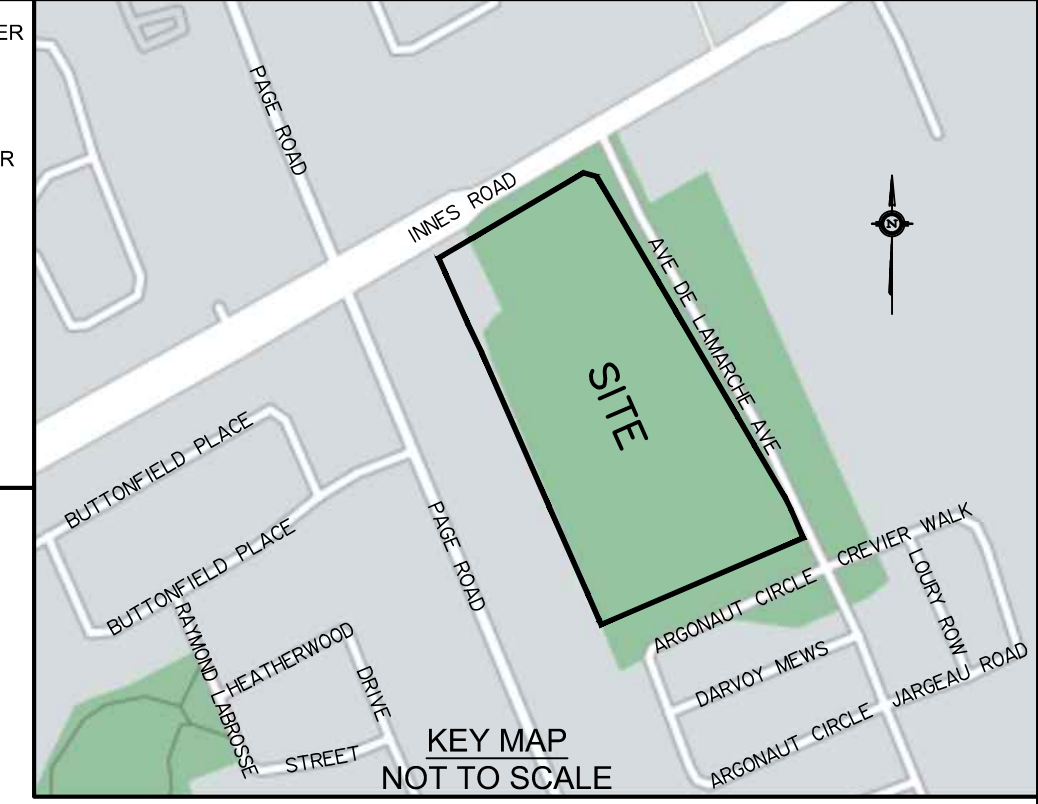 ER
R
PAGE ROAD
INNES ROAD
N
AVE DE LAMARCHE AVE
SITE
BUTTONFIELD PLACE
BUTTONFIELD PLACE
PAGE ROAD
CREVIER WALK
LOURY ROW
ARGONAUT CIRCLE
RAYMOND LABROSSE
STREET
HEATHERWOOD
DRIVE
DARVOY MEWS
JARGEAU ROAD
ARGONAUT CIRCLE
KEY MAP
NOT TO SCALE